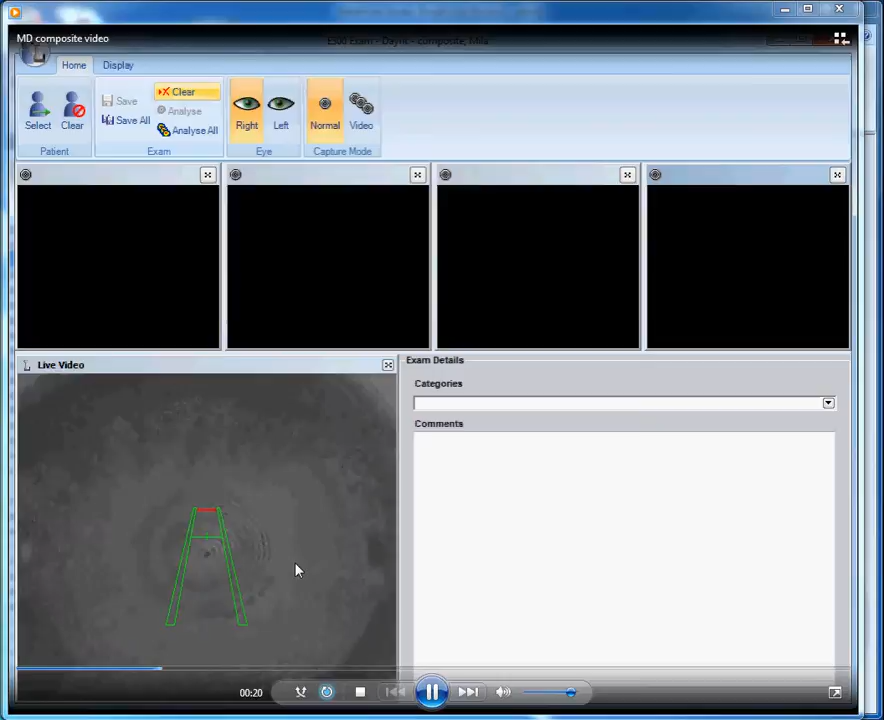 MD composite video
Home
Display
Save
Clear
Analyse
Select
Clear
Save All
Analyse All
Right
Left
Normal
Video
Patient
Exam
Eye
Capture Mode
Live Video
Exam Details
Categories
Comments
00:20